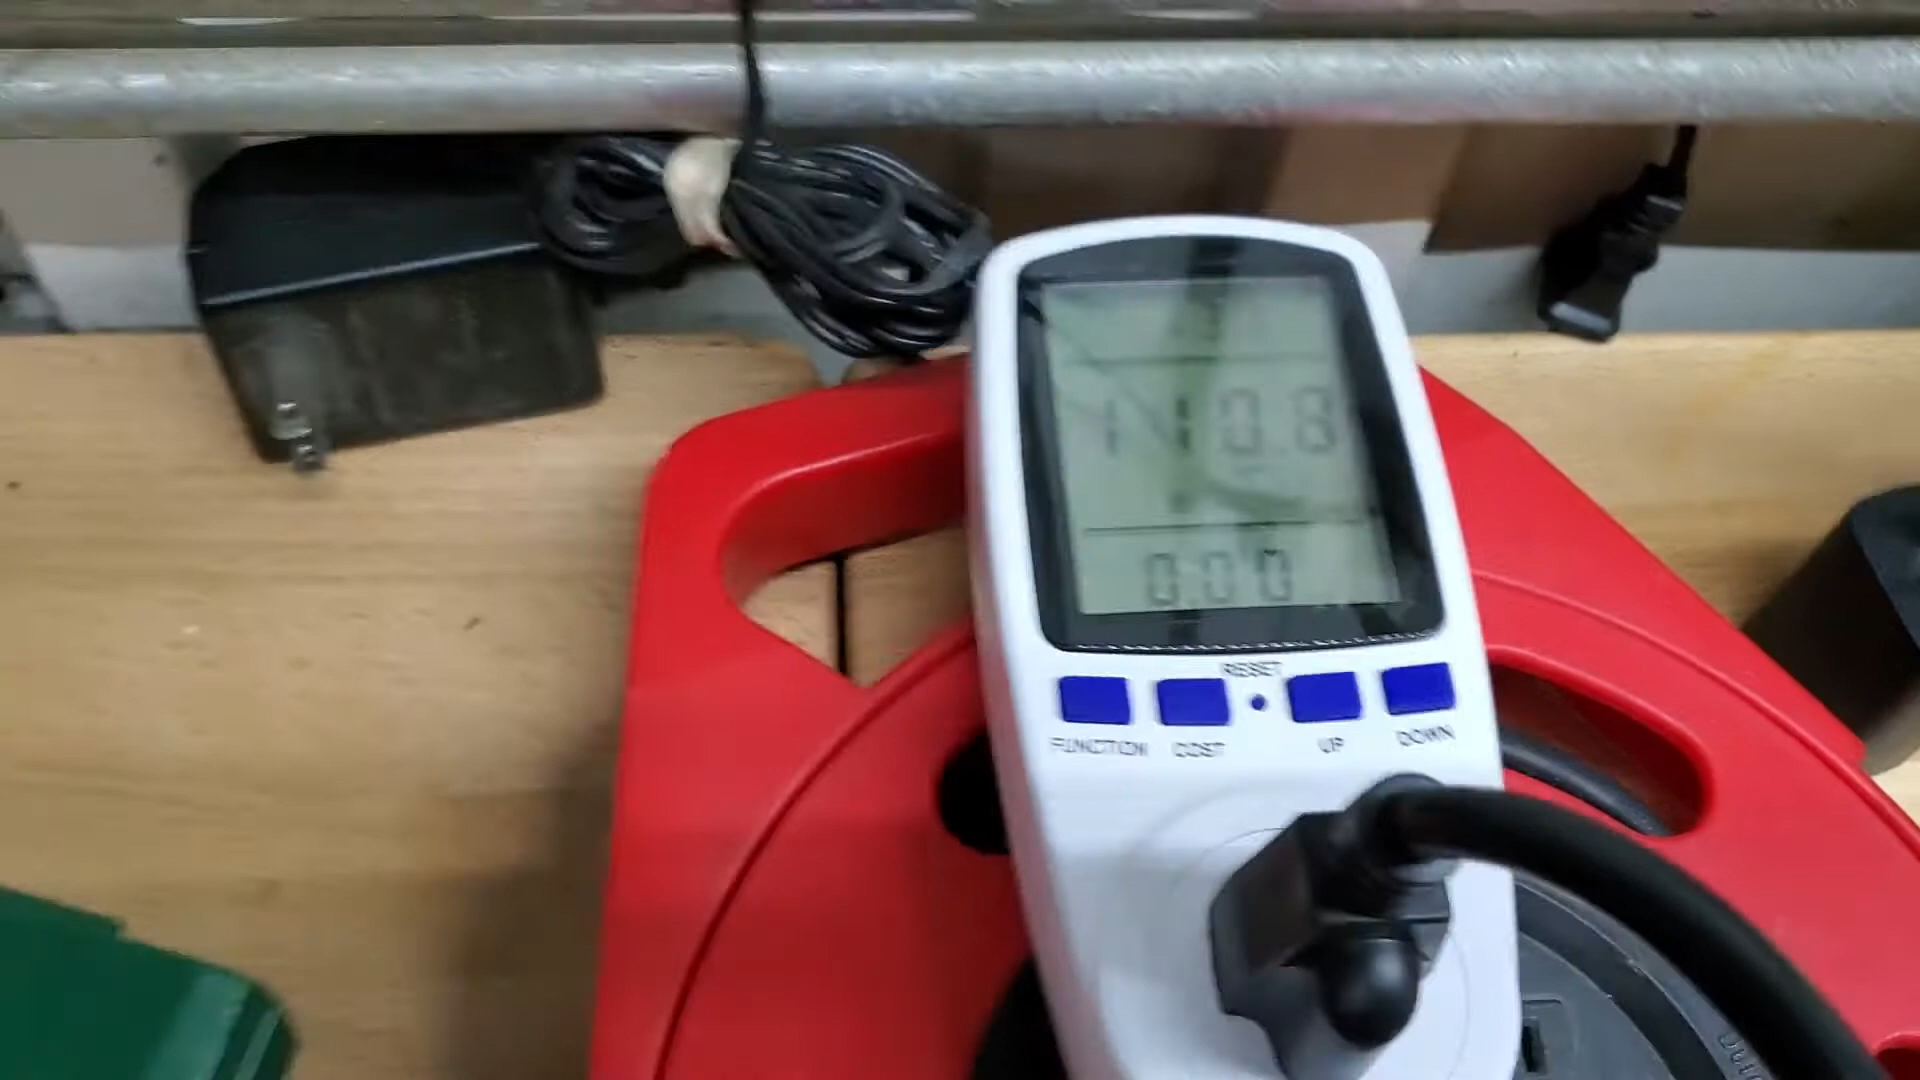 110.8
0.00
RESET
FUNCTION COST UP DOWN